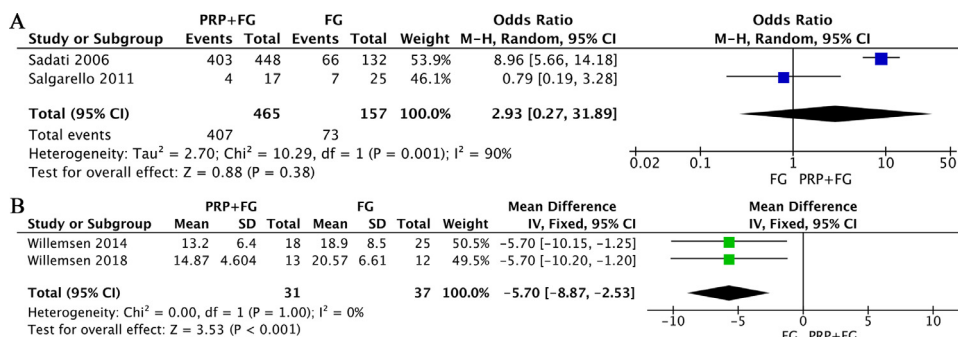 A
PRP+FG FG Odds Ratio Odds Ratio
Study or Subgroup Events Total Events Total Weight M-H, Random, 95% CI M-H, Random, 95% CI
Sadati 2006 403 448 66 132 53.9% 8.96 [5.66, 14.18]
Salgarello 2011 4 17 7 25 46.1% 0.79 [0.19, 3.28]
Total (95% CI) 465 157 100.0% 2.93 [0.27, 31.89]
Total events 407 73
Heterogeneity: Tau² = 2.70; Chi² = 10.29, df = 1 (P = 0.001); I² = 90%
Test for overall effect: Z = 0.88 (P = 0.38)
0.02 0.1 1 10 50
FG PRP+FG
B
PRP+FG FG Mean Difference Mean Difference
Study or Subgroup Mean SD Total Mean SD Total Weight IV, Fixed, 95% CI IV, Fixed, 95% CI
Willemsen 2014 13.2 6.4 18 18.9 8.5 25 50.5% -5.70 [-10.15, -1.25]
Willemsen 2018 14.87 4.604 13 20.57 6.61 12 49.5% -5.70 [-10.20, -1.20]
Total (95% CI) 31 37 100.0% -5.70 [-8.87, -2.53]
Heterogeneity: Chi² = 0.00, df = 1 (P = 1.00); I² = 0%
Test for overall effect: Z = 3.53 (P < 0.001)
-10 -5 0 5 10
FG PRP+FG